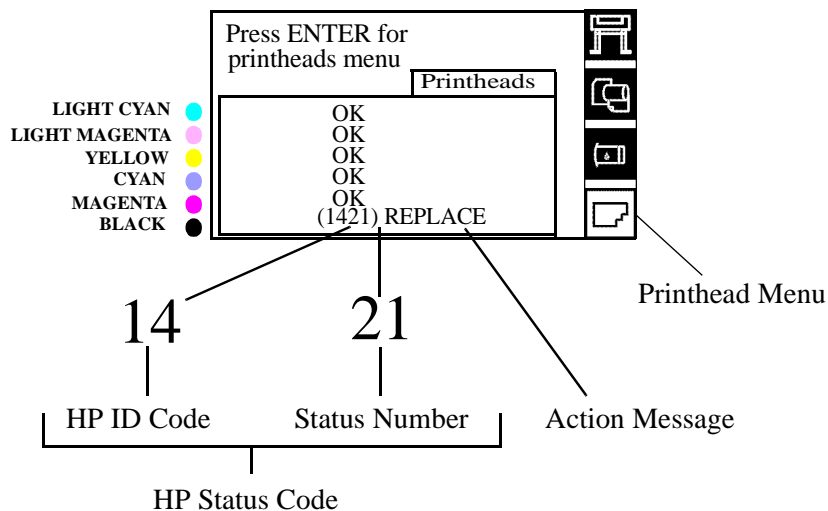 Press ENTER for
printheads menu
Printheads
LIGHT CYAN OK
LIGHT MAGENTA OK
YELLOW OK
CYAN OK
MAGENTA OK
BLACK (1421) REPLACE
Printhead Menu
14 21
HP ID Code Status Number Action Message
HP Status Code